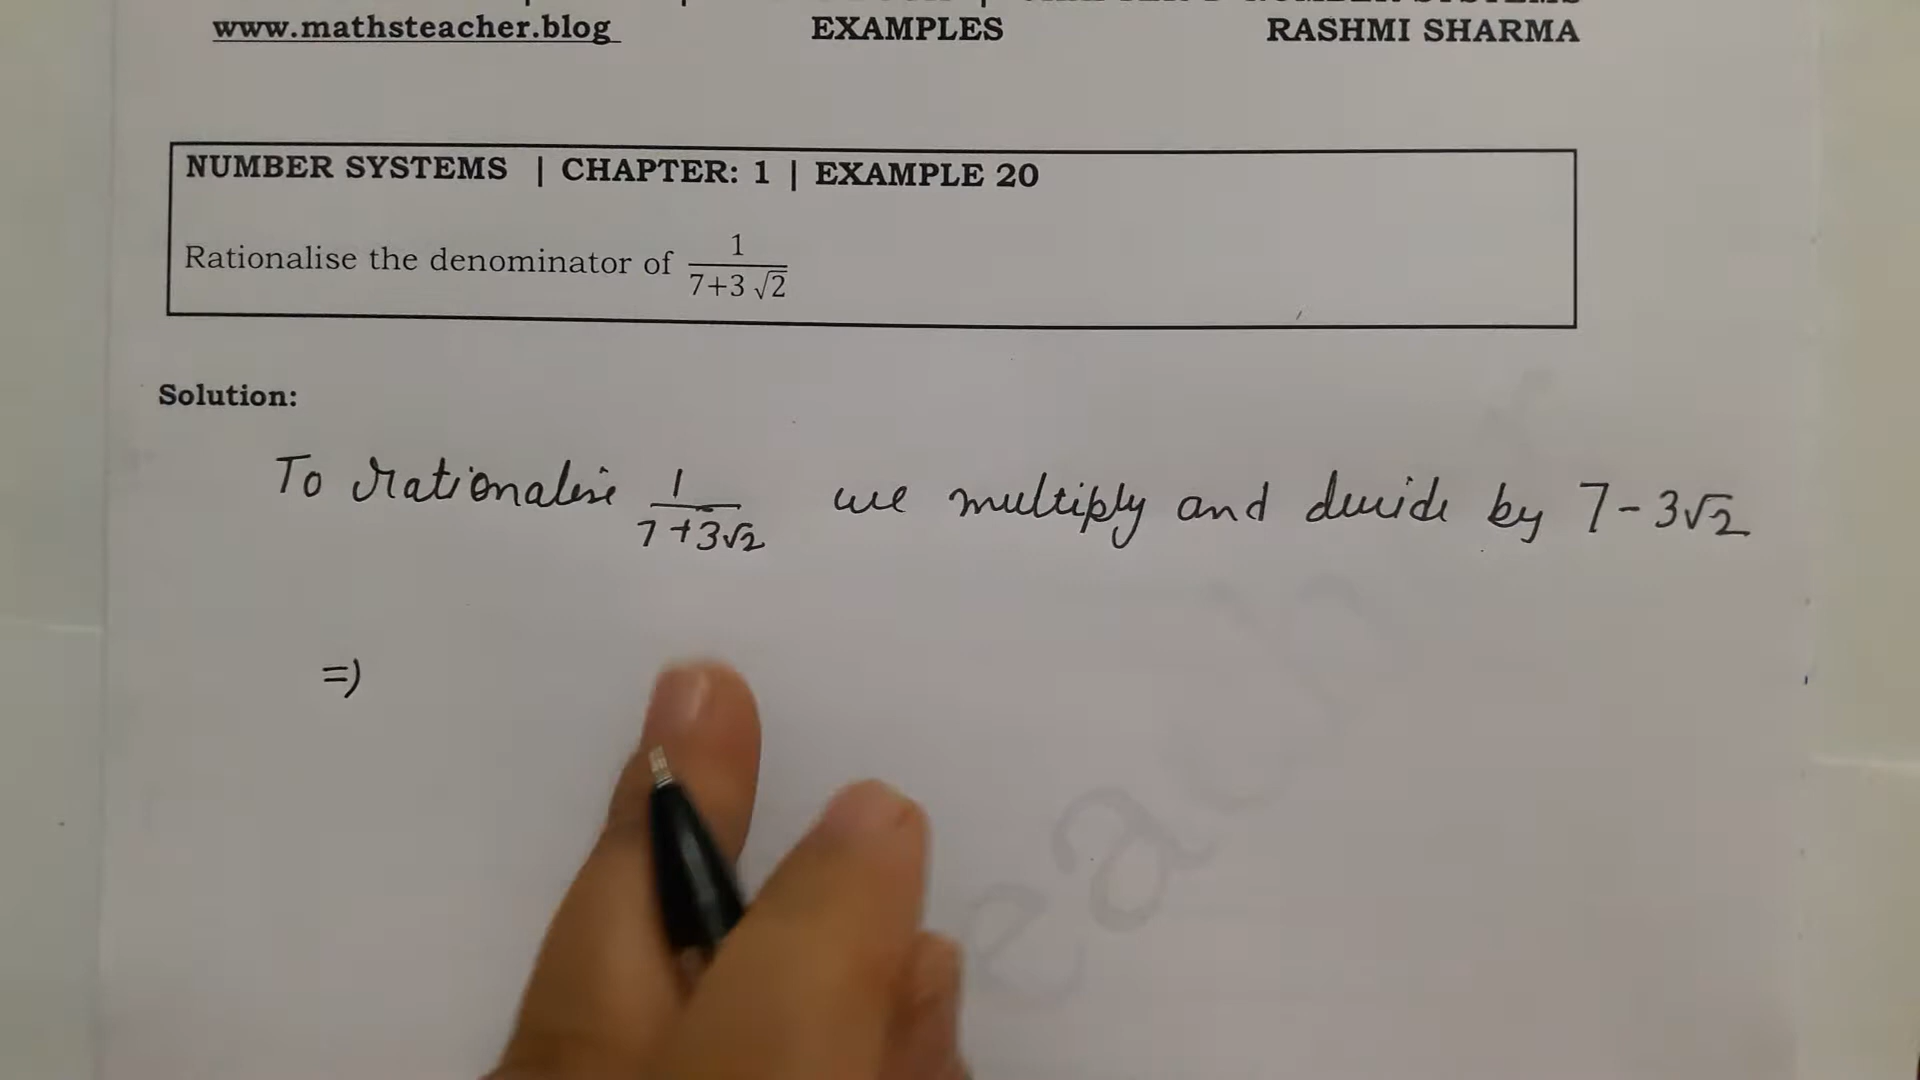 www.mathsteacher.blog EXAMPLES RASHMI SHARMA
NUMBER SYSTEMS | CHAPTER: 1 | EXAMPLE 20
Rationalise the denominator of 1/(7+3√2)
Solution:
To rationalise 1/(7+3√2) we multiply and divide by 7-3√2
=)